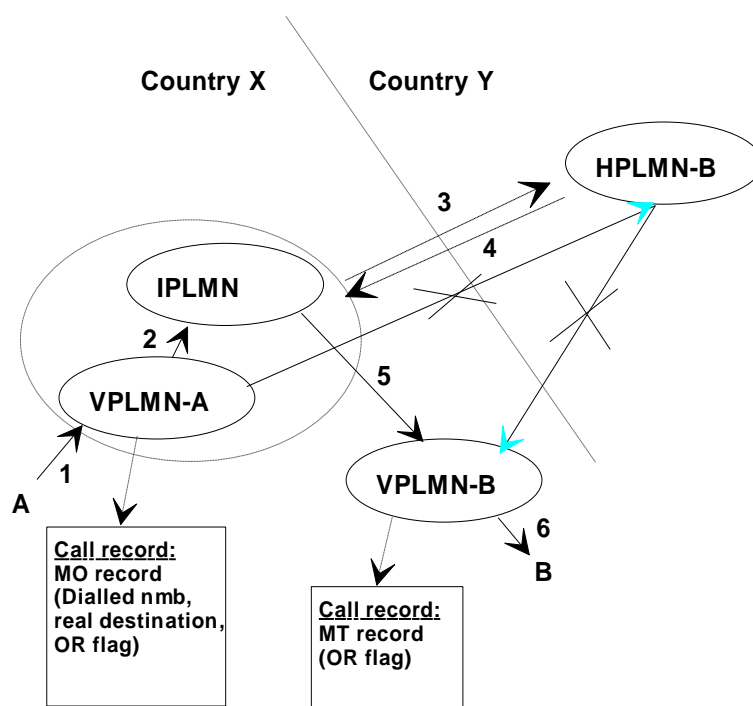 Country X
Country Y
HPLMN-B
3
4
IPLMN
2
5
VPLMN-A
1
A
VPLMN-B
6
B
Call record:
MO record
(Dialled nmb,
real destination,
OR flag)
Call record:
MT record
(OR flag)